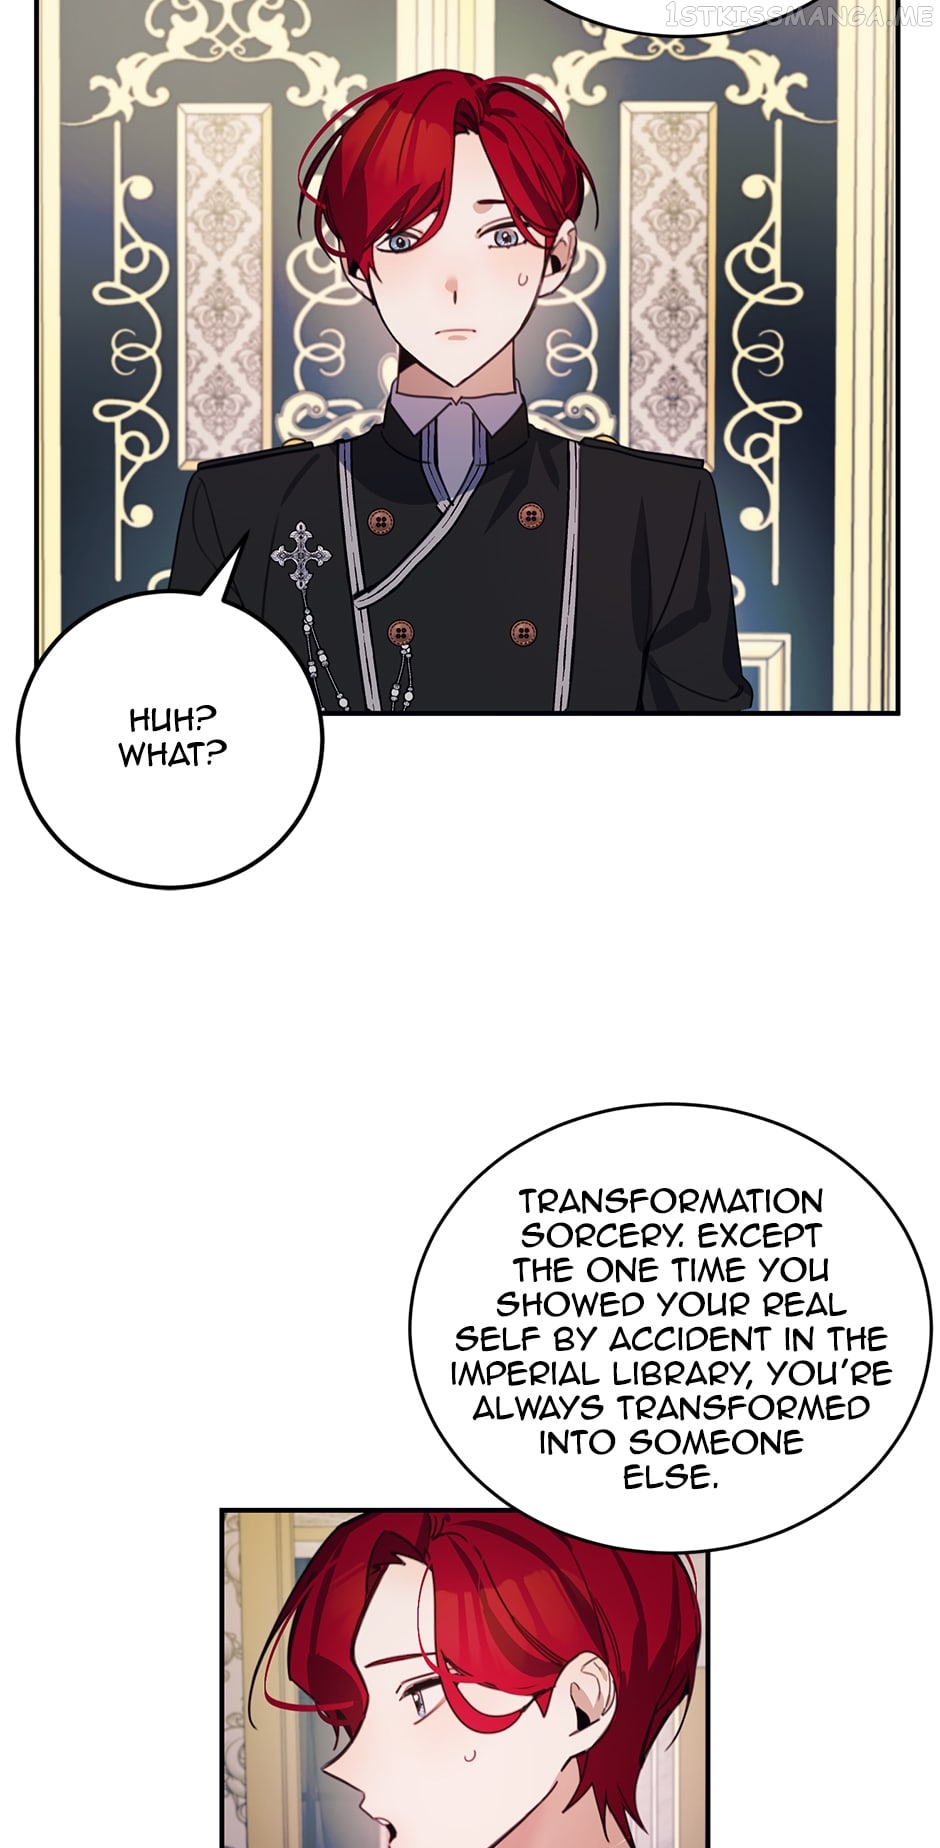 1STKISSMANGA.ME
HUH?
WHAT?
TRANSFORMATION
SORCERY. EXCEPT
THE ONE TIME YOU
SHOWED YOUR REAL
SELF BY ACCIDENT IN THE
IMPERIAL LIBRARY, YOU'RE
ALWAYS TRANSFORMED
INTO SOMEONE
ELSE.